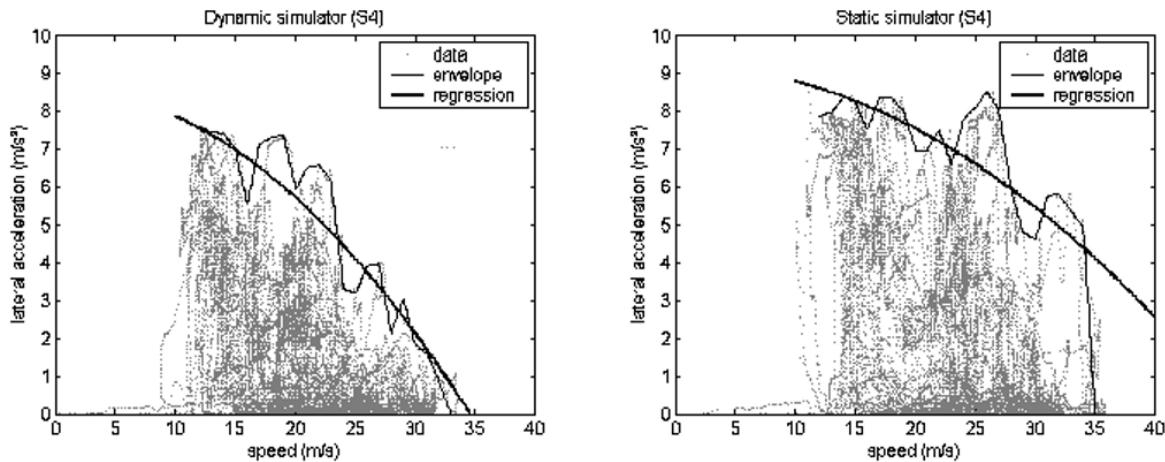 Dynamic simulator (S4)
10
9
8
7
6
5
4
3
2
1
0
lateral acceleration (m/s²)
data
envelope
regression
0 5 10 15 20 25 30 35 40
speed (m/s)
Static simulator (S4)
10
9
8
7
6
5
4
3
2
1
0
lateral acceleration (m/s²)
data
envelope
regression
0 5 10 15 20 25 30 35 40
speed (m/s)